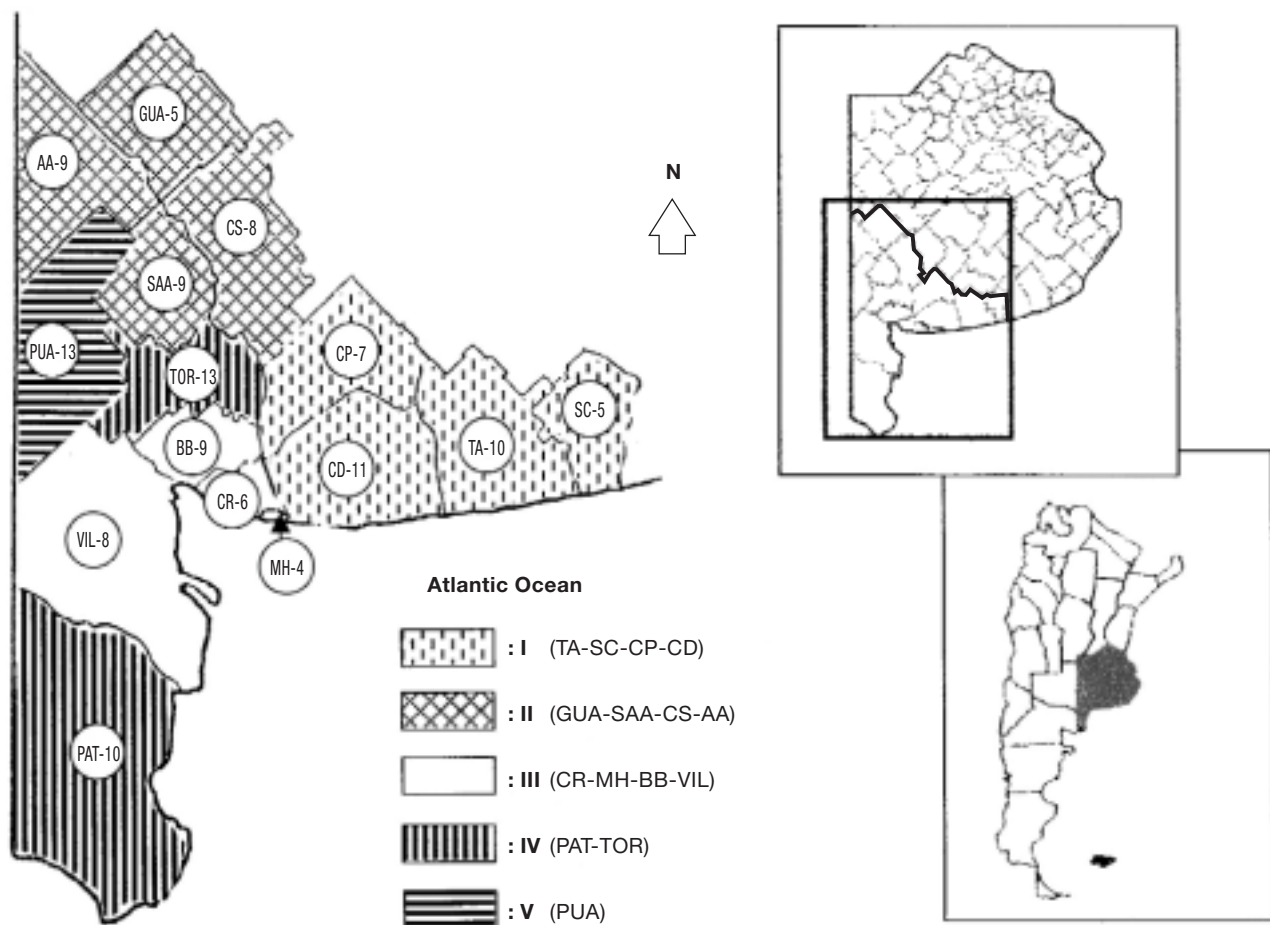 GUA-5
AA-9
CS-8
SAA-9
PUA-13
TOR-13
CP-7
SC-5
BB-9
CD-11
TA-10
CR-6
VIL-8
MH-4
PAT-10
N
Atlantic Ocean
: I (TA-SC-CP-CD)
: II (GUA-SAA-CS-AA)
: III (CR-MH-BB-VIL)
: IV (PAT-TOR)
: V (PUA)